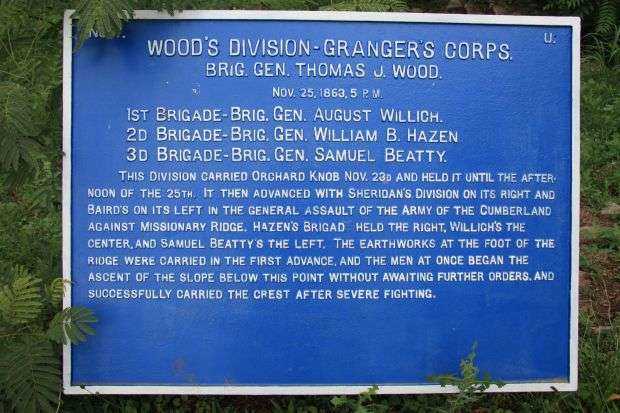 U.
WOOD'S DIVISION-GRANGER'S CORPS.
BRIG. GEN. THOMAS J. WOOD.
NOV. 25, 1863, 5 P.M.
1ST BRIGADE-BRIG. GEN. AUGUST WILLICH.
2D BRIGADE-BRIG. GEN. WILLIAM B. HAZEN
3D BRIGADE-BRIG. GEN. SAMUEL BEATTY.
THIS DIVISION CARRIED ORCHARD KNOB NOV. 23D AND HELD IT UNTIL THE AFTER-
NOON OF THE 25TH. IT THEN ADVANCED WITH SHERIDAN'S DIVISION ON ITS RIGHT AND
BAIRD'S ON ITS LEFT IN THE GENERAL ASSAULT OF THE ARMY OF THE CUMBERLAND
AGAINST MISSIONARY RIDGE. HAZEN'S BRIGAD HELD THE RIGHT, WILLICH'S THE
CENTER, AND SAMUEL BEATTY'S THE LEFT. THE EARTHWORKS AT THE FOOT OF THE
RIDGE WERE CARRIED IN THE FIRST ADVANCE, AND THE MEN AT ONCE BEGAN THE
ASCENT OF THE SLOPE BELOW THIS POINT WITHOUT AWAITING FURTHER ORDERS. AND
SUCCESSFULLY CARRIED THE CREST AFTER SEVERE FIGHTING.